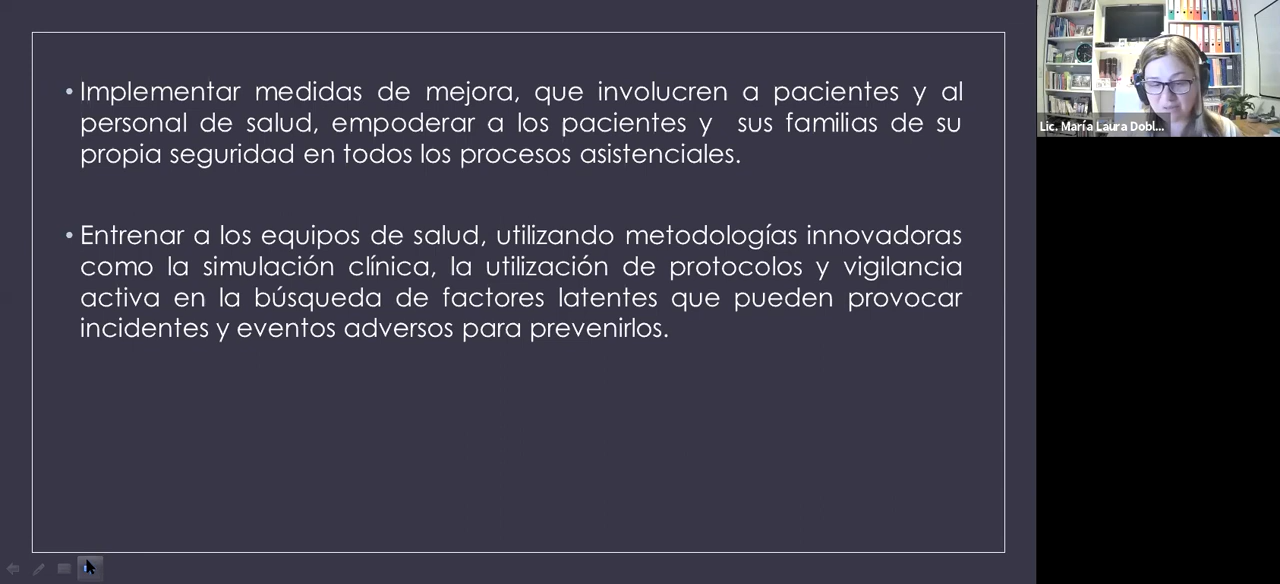 • Implementar medidas de mejora, que involucren a pacientes y al
personal de salud, empoderar a los pacientes y sus familias de su
propia seguridad en todos los procesos asistenciales.
• Entrenar a los equipos de salud, utilizando metodologías innovadoras
como la simulación clínica, la utilización de protocolos y vigilancia
activa en la búsqueda de factores latentes que pueden provocar
incidentes y eventos adversos para prevenirlos.
Lic. María Laura Dobl...